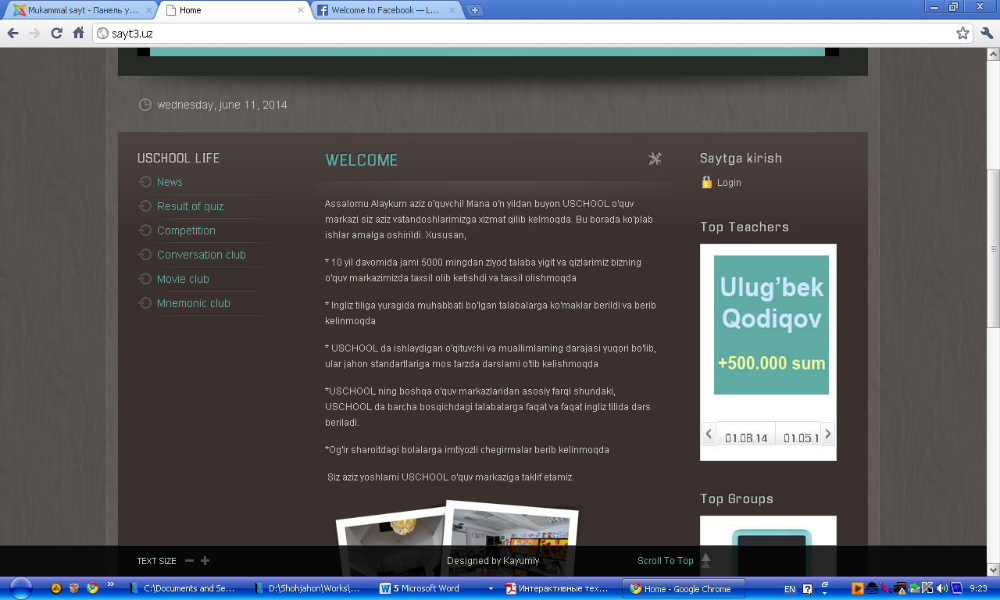 Mukammal sayt - Панель у...
Home
Welcome to Facebook — L...
sayt3.uz
wednesday, june 11, 2014
USCHOOL LIFE
News
Result of quiz
Competition
Conversation club
Movie club
Mnemonic club
WELCOME
Assalomu Alaykum aziz o'quvchi! Mana o'n yildan buyon USCHOOL o'quv
markazi siz aziz vatandoshlarimizga xizmat qilib kelmoqda. Bu borada ko'plab
ishlar amalga oshirildi. Xususan,
* 10 yil davomida jami 5000 mingdan ziyod talaba yigit va qizlarimiz bizning
o'quv markazimizda taxsil olib ketishdi va taxsil olishmoqda
* Ingliz tiliga yuragida muhabbati bo'lgan talabalarga ko'maklar berildi va berib
kelinmoqda
* USCHOOL da ishlaydigan o'qituvchi va muallimlarning darajasi yuqori bo'lib,
ular jahon standartlariga mos tarzda darslarni o'tib kelishmoqda
*USCHOOL ning boshqa o'quv markazlaridan asosiy farqi shundaki,
USCHOOL da barcha bosqichdagi talabalarga faqat va faqat ingliz tilida dars
beriladi.
*Og'ir sharoitdagi bolalarga imtiyozli chegirmalar berib kelinmoqda
Siz aziz yoshlarni USCHOOL o'quv markaziga taklif etamiz.
Saytga kirish
Login
Top Teachers
Ulug'bek
Qodiqov
+500.000 sum
01.06.14 01.05.1
Top Groups
TEXT SIZE
Designed by Kayumiy
Scroll To Top
C:\Documents and Se...
D:\Shohjahon\Works\...
5 Microsoft Word
Интерактивные тех...
Home - Google Chrome
EN
9:23